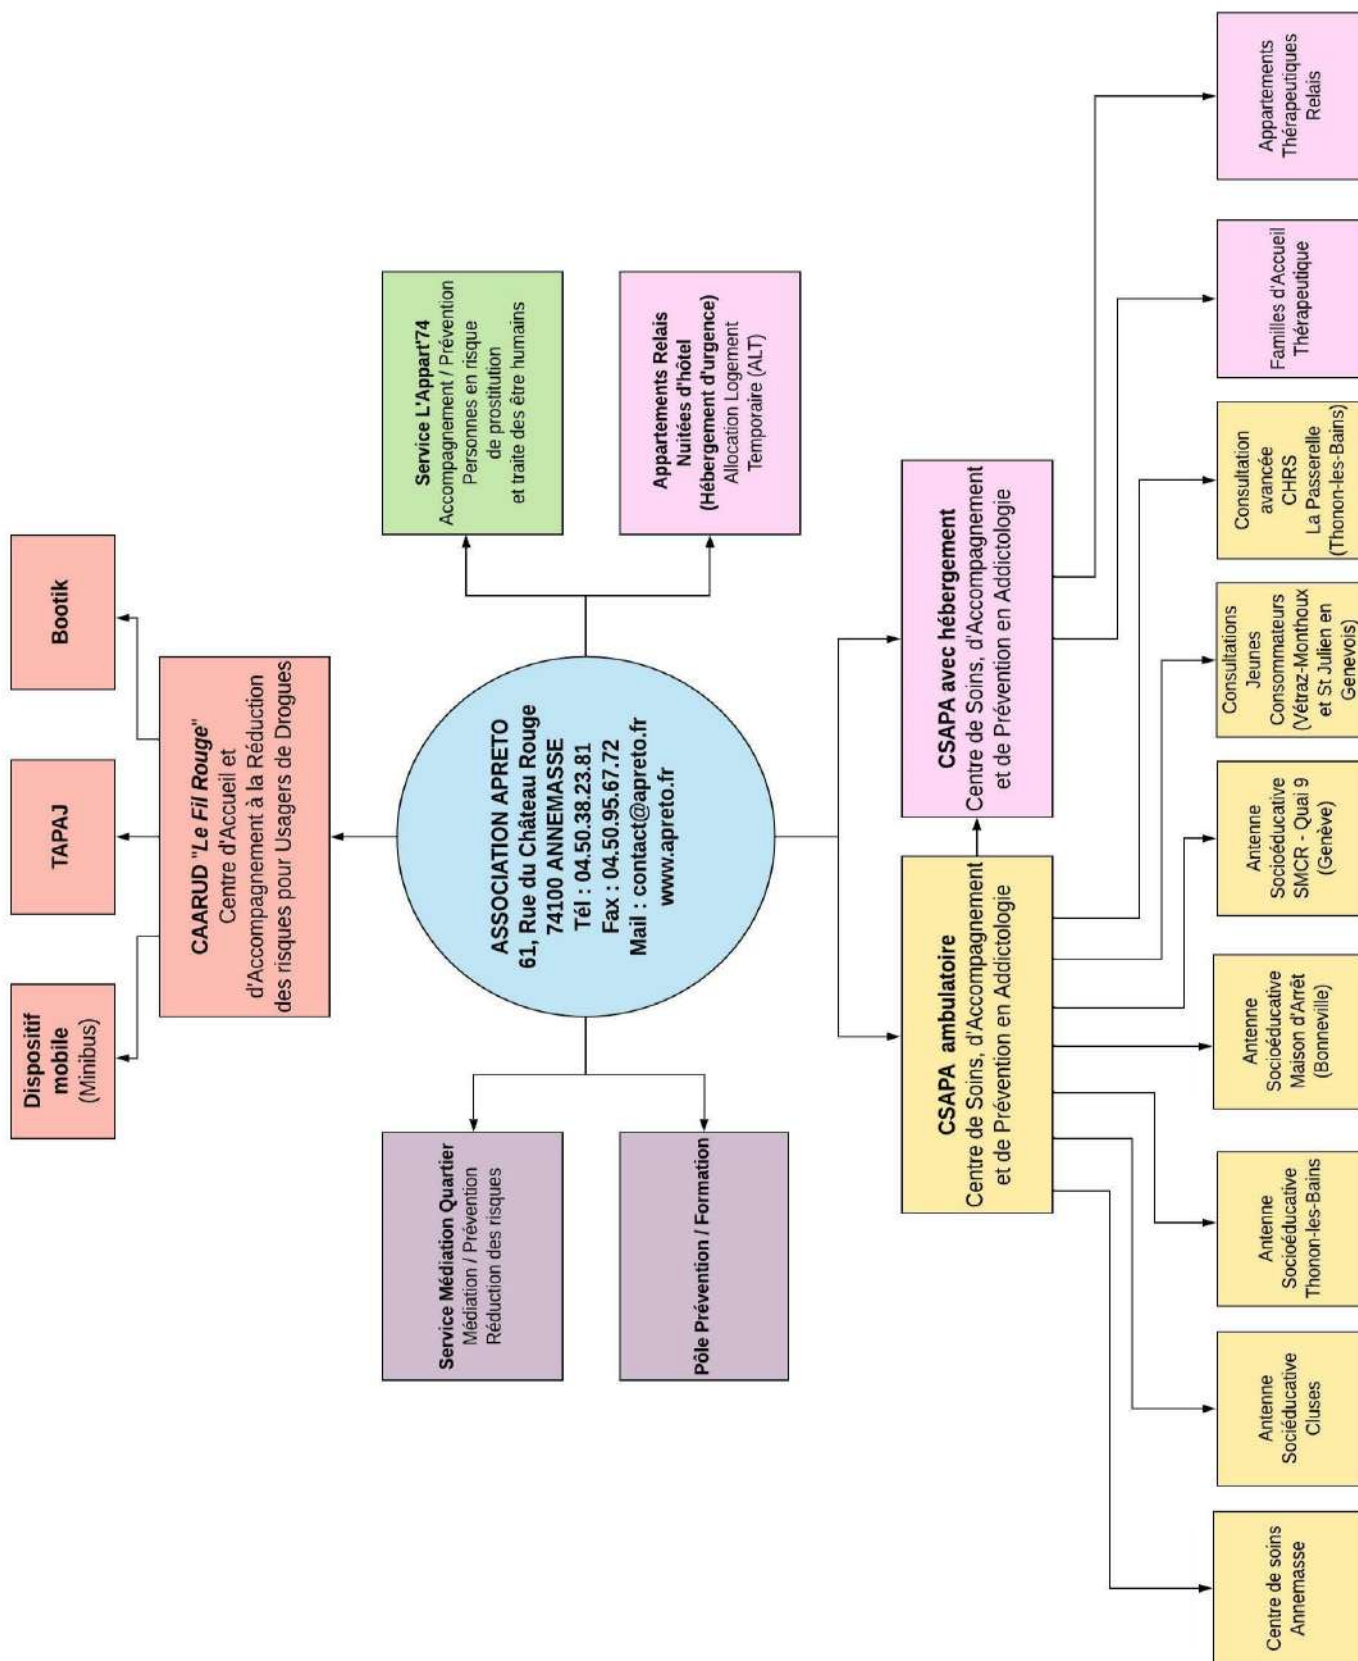 Dispositif
mobile
(Minibus)
TAPAJ
Bootik
CAARUD "Le Fil Rouge"
Centre d'Accueil et
d'Accompagnement à la Réduction
des risques pour Usagers de Drogues
Service Médiation Quartier
Médiation / Prévention
Réduction des risques
Pôle Prévention / Formation
ASSOCIATION APRETO
61, Rue du Château Rouge
74100 ANNEMASSE
Tél : 04.50.38.23.81
Fax : 04.50.95.67.72
Mail : contact@apreto.fr
www.apreto.fr
Service L'Appart'74
Accompagnement / Prévention
Personnes en risque
de prostitution
et traite des être humains
Appartements Relais
Nuitées d'hôtel
(Hébergement d'urgence)
Allocation Logement
Temporaire (ALT)
CSAPA ambulatoire
Centre de Soins, d'Accompagnement
et de Prévention en Addictologie
CSAPA avec hébergement
Centre de Soins, d'Accompagnement
et de Prévention en Addictologie
Centre de soins
Annemasse
Antenne
Sociéducative
Cluses
Antenne
Socioéducative
Thonon-les-Bains
Antenne
Socioéducative
Maison d'Arrêt
(Bonneville)
Antenne
Socioéducative
SMCR - Quai 9
(Genève)
Consultations
Jeunes
Consommateurs
(Vétraz-Monthoux
et St Julien en
Genevois)
Consultation
avancée
CHRS
La Passerelle
(Thonon-les-Bains)
Familles d'Accueil
Thérapeutique
Appartements
Thérapeutiques
Relais